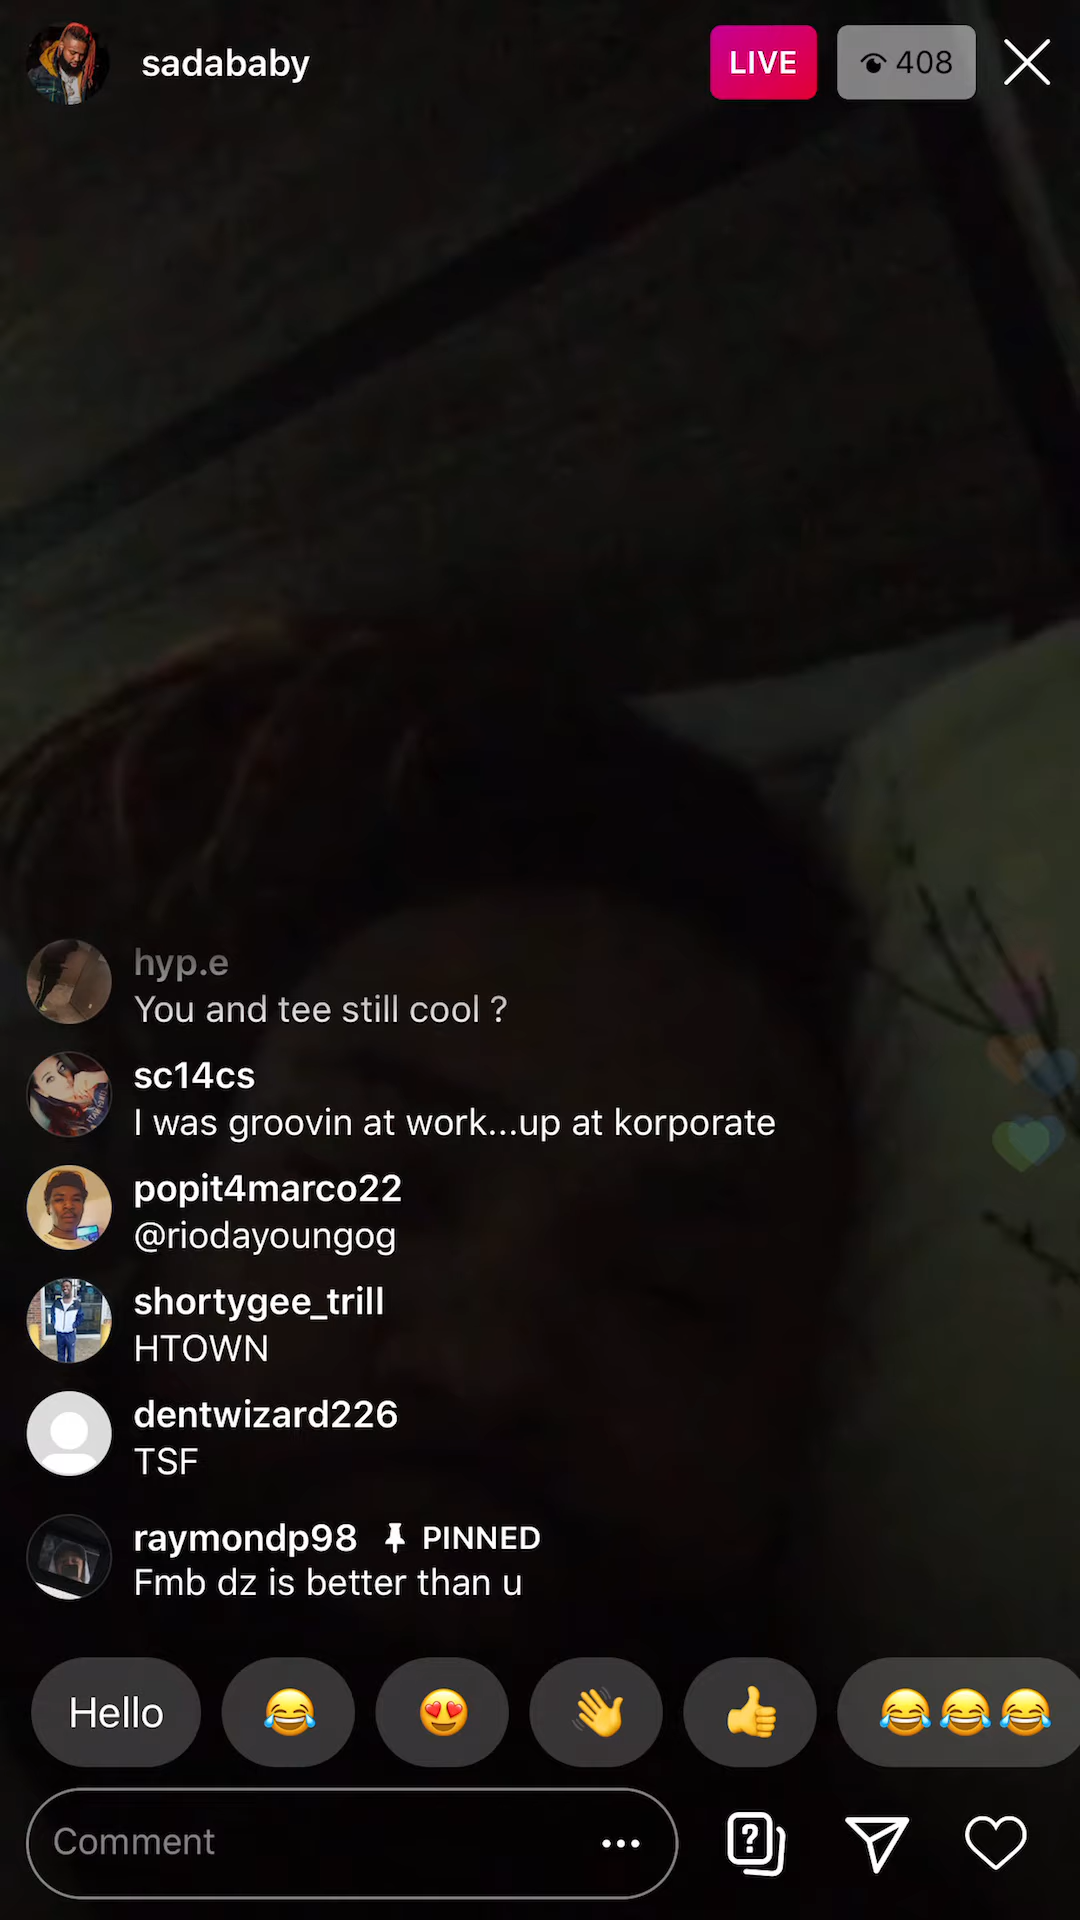 sadababy
LIVE
408
hyp.e
You and tee still cool ?
sc14cs
I was groovin at work...up at korporate
popit4marco22
@riodayoungog
shortygee_trill
HTOWN
dentwizard226
TSF
raymondp98 PINNED
Fmb dz is better than u
Hello 😂 😍 👋 👍 😂😂😂
Comment